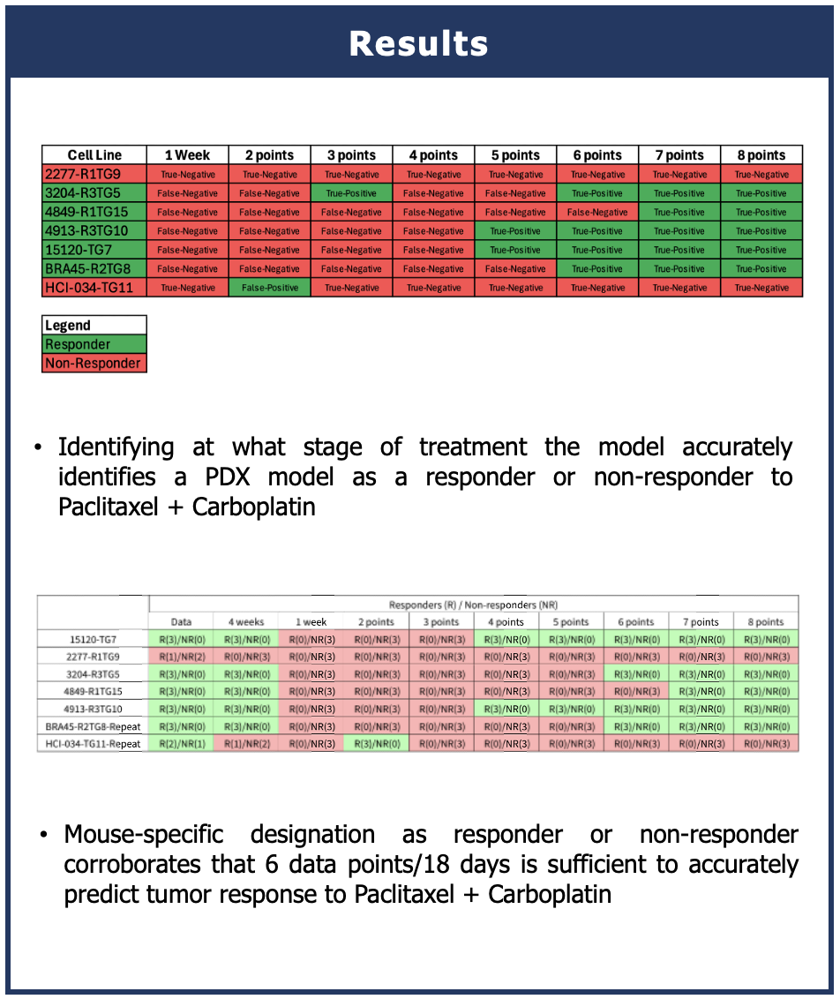 Results
Cell Line 1 Week 2 points 3 points 4 points 5 points 6 points 7 points 8 points
2277-R1TG9 True-Negative True-Negative True-Negative True-Negative True-Negative True-Negative True-Negative True-Negative
3204-R3TG5 False-Negative False-Negative True-Positive False-Negative False-Negative True-Positive True-Positive True-Positive
4849-R1TG15 False-Negative False-Negative False-Negative False-Negative False-Negative False-Negative True-Positive True-Positive
4913-R3TG10 False-Negative False-Negative False-Negative False-Negative True-Positive True-Positive True-Positive True-Positive
15120-TG7 False-Negative False-Negative False-Negative False-Negative True-Positive True-Positive True-Positive True-Positive
BRA45-R2TG8 False-Negative False-Negative False-Negative False-Negative False-Negative True-Positive True-Positive True-Positive
HCI-034-TG11 True-Negative False-Positive True-Negative True-Negative True-Negative True-Negative True-Negative True-Negative
Legend
Responder
Non-Responder
• Identifying at what stage of treatment the model accurately
identifies a PDX model as a responder or non-responder to
Paclitaxel + Carboplatin
Responders (R) / Non-responders (NR)
Data 4 weeks 1 week 2 points 3 points 4 points 5 points 6 points 7 points 8 points
15120-TG7 R(3)/NR(0) R(3)/NR(0) R(0)/NR(3) R(0)/NR(3) R(0)/NR(3) R(3)/NR(0) R(3)/NR(0) R(3)/NR(0) R(3)/NR(0) R(3)/NR(0)
2277-R1TG9 R(1)/NR(2) R(0)/NR(3) R(0)/NR(3) R(0)/NR(3) R(0)/NR(3) R(0)/NR(3) R(0)/NR(3) R(0)/NR(3) R(0)/NR(3) R(0)/NR(3)
3204-R3TG5 R(3)/NR(0) R(3)/NR(0) R(0)/NR(3) R(0)/NR(3) R(0)/NR(3) R(0)/NR(3) R(0)/NR(3) R(3)/NR(0) R(3)/NR(0) R(3)/NR(0)
4849-R1TG15 R(3)/NR(0) R(3)/NR(0) R(0)/NR(3) R(0)/NR(3) R(0)/NR(3) R(0)/NR(3) R(0)/NR(3) R(0)/NR(3) R(3)/NR(0) R(3)/NR(0)
4913-R3TG10 R(3)/NR(0) R(3)/NR(0) R(0)/NR(3) R(0)/NR(3) R(0)/NR(3) R(3)/NR(0) R(3)/NR(0) R(3)/NR(0) R(3)/NR(0) R(3)/NR(0)
BRA45-R2TG8-Repeat R(3)/NR(0) R(3)/NR(0) R(0)/NR(3) R(0)/NR(3) R(0)/NR(3) R(0)/NR(3) R(0)/NR(3) R(3)/NR(0) R(3)/NR(0) R(3)/NR(0)
HCI-034-TG11-Repeat R(2)/NR(1) R(1)/NR(2) R(0)/NR(3) R(3)/NR(0) R(0)/NR(3) R(0)/NR(3) R(0)/NR(3) R(0)/NR(3) R(0)/NR(3) R(0)/NR(3)
• Mouse-specific designation as responder or non-responder
corroborates that 6 data points/18 days is sufficient to accurately
predict tumor response to Paclitaxel + Carboplatin